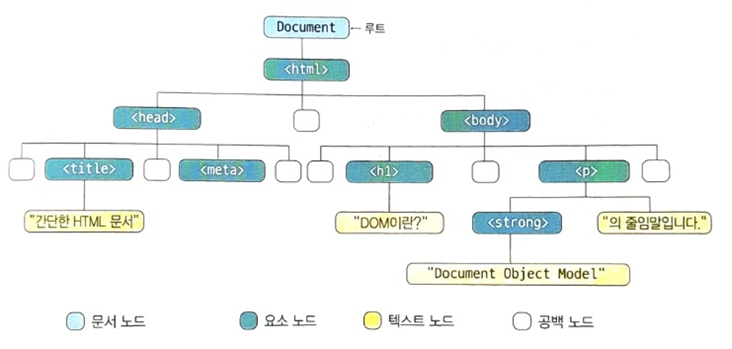 Document ← 루트
<html>
<head> <body>
<title> <meta> <h1> <p>
"간단한 HTML 문서" "DOM이란?" <strong> "의 줄임말입니다."
"Document Object Model"
문서 노드 요소 노드 텍스트 노드 공백 노드